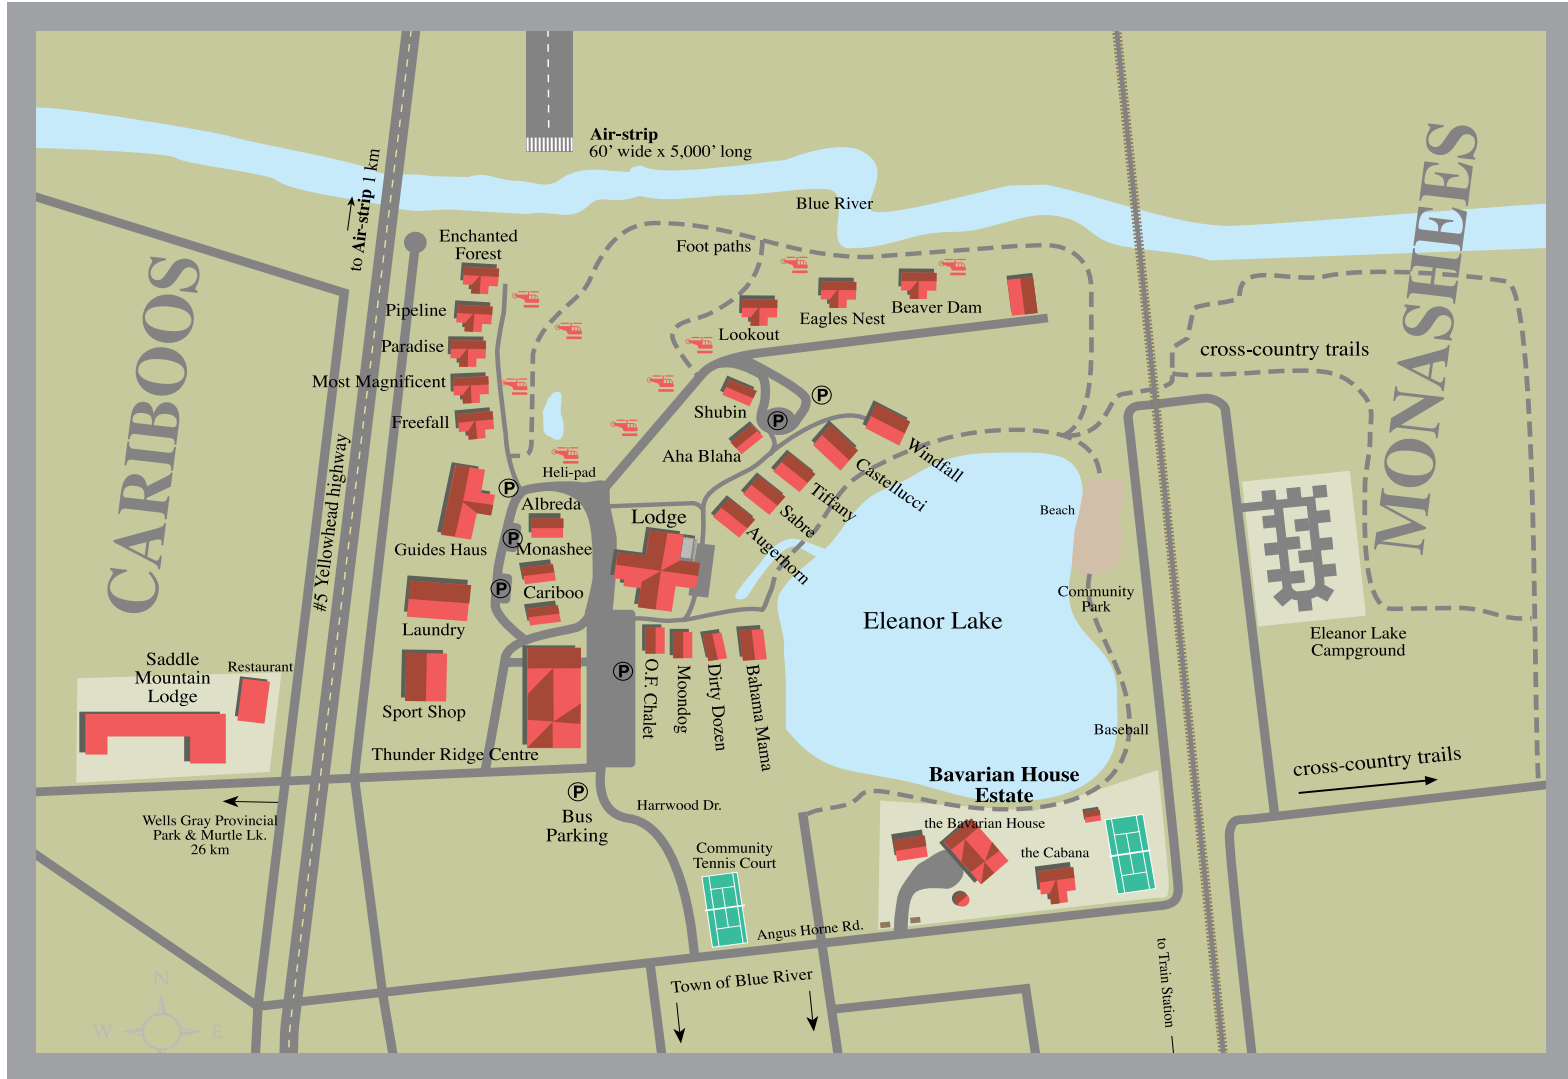 Air-strip
60’ wide x 5,000’ long
to Air-strip 1 km
Blue River
Enchanted
Forest
Foot paths
Pipeline
Paradise
Most Magnificent
Freefall
Lookout
Eagles Nest
Beaver Dam
CARIBOOS
MONASHEES
cross-country trails
Shubin
P
P
Aha Blaha
Windfall
Castellucci
Tiffany
Sabre
Augerhorn
Heli-pad
P
Albreda
Lodge
Guides Haus
P
Monashee
#5 Yellowhead highway
Beach
P
Cariboo
Laundry
Community
Park
Eleanor Lake
Eleanor Lake
Campground
Saddle
Mountain
Lodge
Restaurant
P
O.F. Chalet
Moondog
Dirty Dozen
Bahama Mama
Sport Shop
Thunder Ridge Centre
Baseball
cross-country trails
Bavarian House
Estate
P
Bus
Parking
Harrwood Dr.
Wells Gray Provincial
Park & Murtle Lk.
26 km
the Bavarian House
the Cabana
Community
Tennis Court
Angus Horne Rd.
Town of Blue River
to Train Station
N
W
E